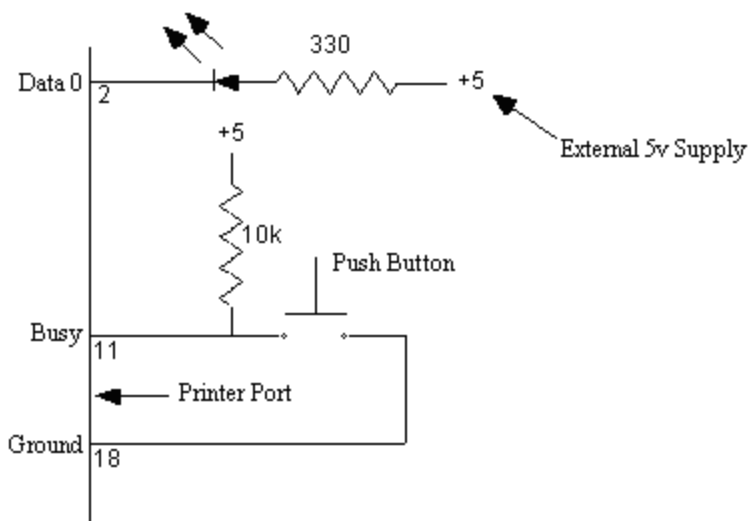 330
Data 0
2
+5
External 5v Supply
+5
10k
Push Button
Busy
11
Printer Port
Ground
18